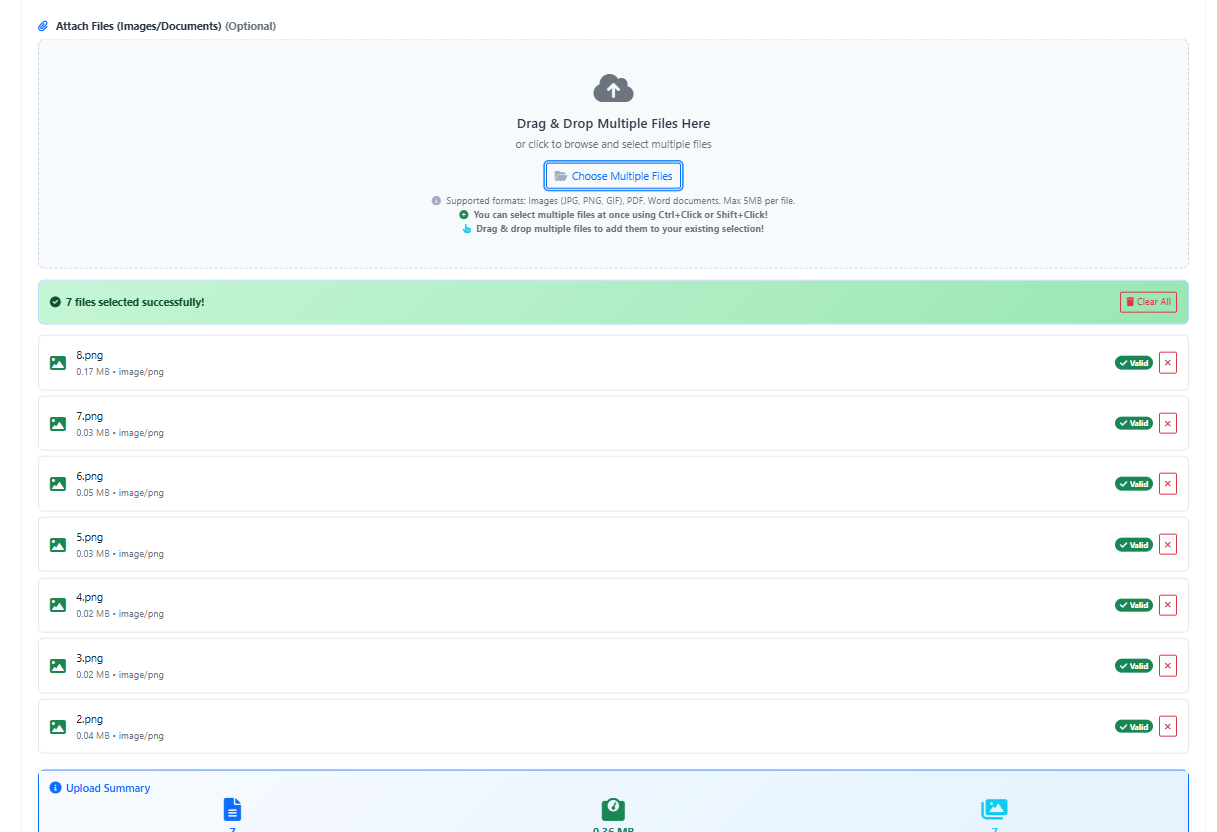 Attach Files (Images/Documents) (Optional)
Drag & Drop Multiple Files Here
or click to browse and select multiple files
Choose Multiple Files
Supported formats: Images (JPG, PNG, GIF), PDF, Word documents. Max 5MB per file.
You can select multiple files at once using Ctrl+Click or Shift+Click!
Drag & drop multiple files to add them to your existing selection!
7 files selected successfully! Clear All
8.png
0.17 MB • image/png
Valid
7.png
0.03 MB • image/png
Valid
6.png
0.05 MB • image/png
Valid
5.png
0.03 MB • image/png
Valid
4.png
0.02 MB • image/png
Valid
3.png
0.02 MB • image/png
Valid
2.png
0.04 MB • image/png
Valid
Upload Summary
7 0.36 MB 7